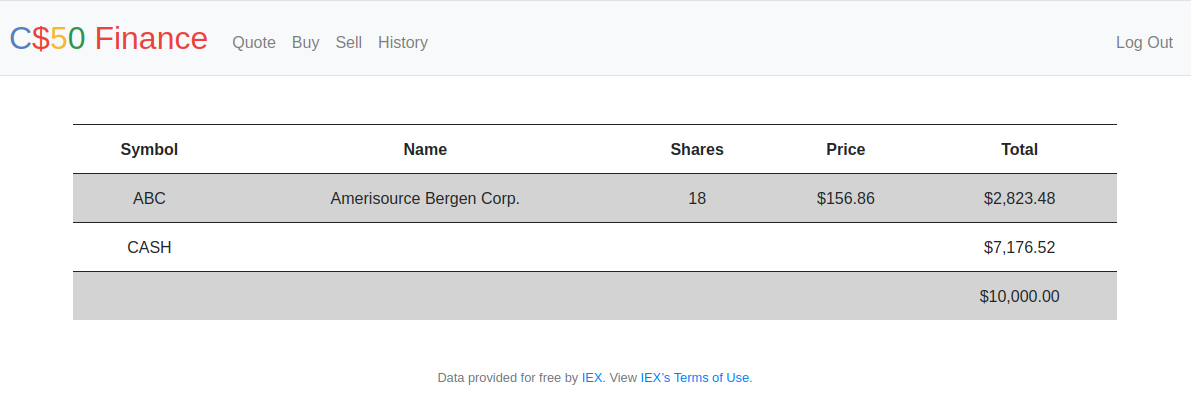 C$50 Finance Quote Buy Sell History Log Out
Symbol Name Shares Price Total
ABC Amerisource Bergen Corp. 18 $156.86 $2,823.48
CASH $7,176.52
$10,000.00
Data provided for free by IEX. View IEX’s Terms of Use.